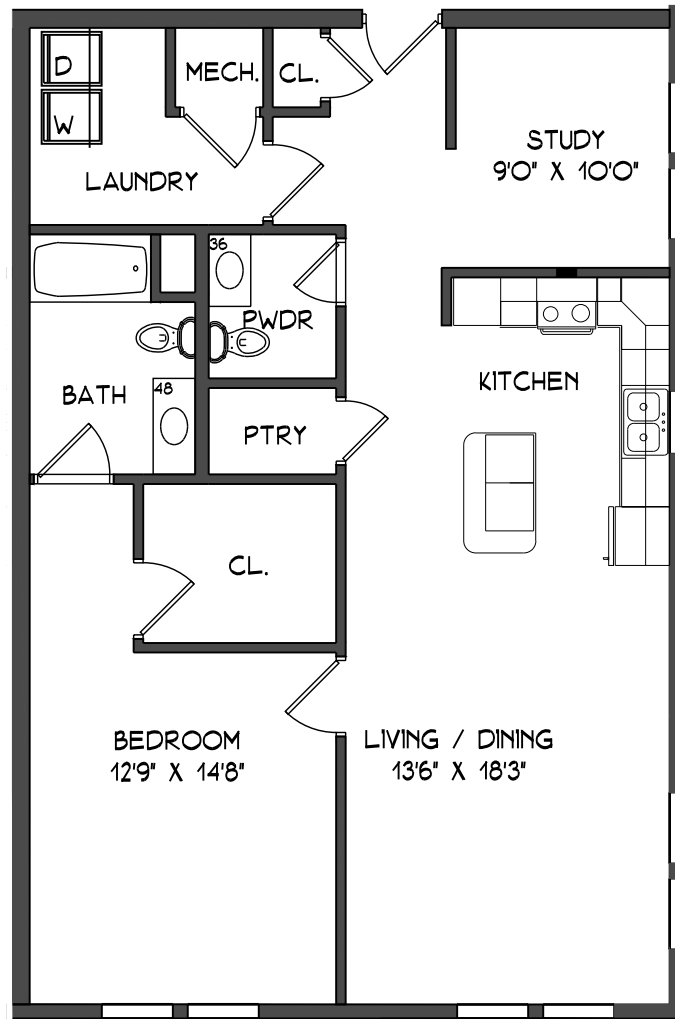 D
W
MECH.
CL.
STUDY
9'0" X 10'0"
LAUNDRY
36
PWDR
BATH
48
KITCHEN
PTRY
CL.
BEDROOM
12'9" X 14'8"
LIVING / DINING
13'6" X 18'3"